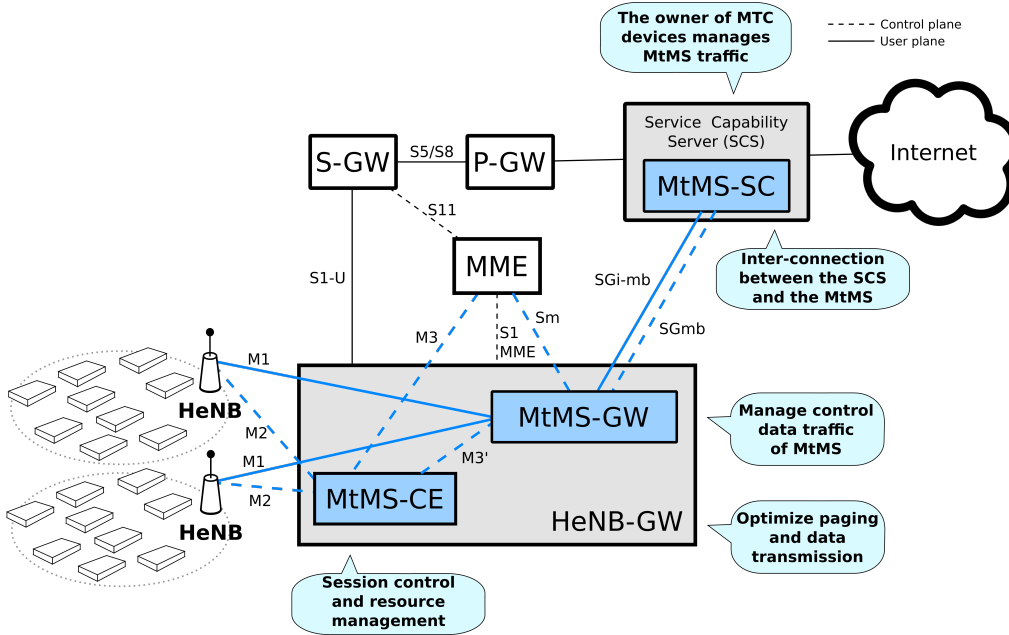 The owner of MTC
devices manages
MtMS traffic
Control plane
User plane
Service Capability
Server (SCS)
MtMS-SC
Internet
S-GW
S5/S8
P-GW
S11
MME
S1-U
SGi-mb
SGmb
Inter-connection
between the SCS
and the MtMS
M3
S1
MME
Sm
M1
HeNB
M2
M1
M2
HeNB
MtMS-GW
M3'
MtMS-CE
HeNB-GW
Manage control
data traffic
of MtMS
Optimize paging
and data
transmission
Session control
and resource
management